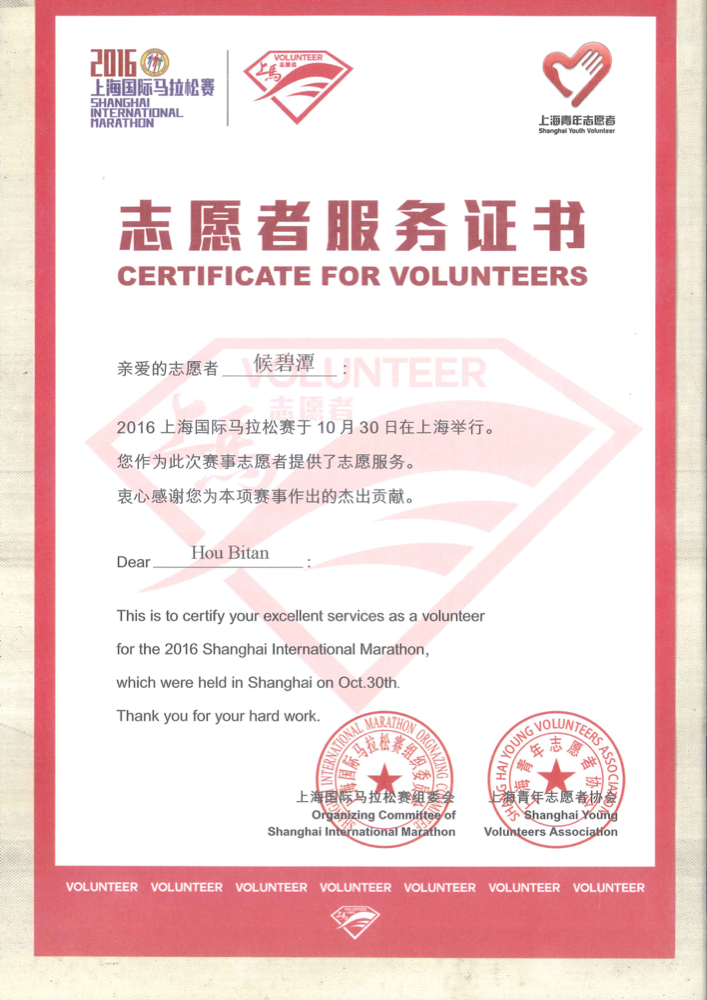 2016
上海国际马拉松赛
SHANGHAI
INTERNATIONAL
MARATHON
VOLUNTEER
志愿者
上馬
上海青年志愿者
Shanghai Youth Volunteer
志愿者服务证书
CERTIFICATE FOR VOLUNTEERS
VOLUNTEER
志愿者
上馬
亲爱的志愿者 候碧潭 :
2016 上海国际马拉松赛于 10 月 30 日在上海举行。
您作为此次赛事志愿者提供了志愿服务。
衷心感谢您为本项赛事作出的杰出贡献。
Dear Hou Bitan :
This is to certify your excellent services as a volunteer
for the 2016 Shanghai International Marathon,
which were held in Shanghai on Oct.30th.
Thank you for your hard work.
SHANGHAI INTERNATIONAL MARATHON ORGNAZING COMMITTEE
上海国际马拉松赛组织委员会
上海国际马拉松赛组委会
Organizing Committee of
Shanghai International Marathon
SHANG HAI YOUNG VOLUNTEERS ASSOCIATION
上海青年志愿者协会
上海青年志愿者协会
Shanghai Young
Volunteers Association
VOLUNTEER VOLUNTEER VOLUNTEER VOLUNTEER VOLUNTEER VOLUNTEER VOLUNTEER